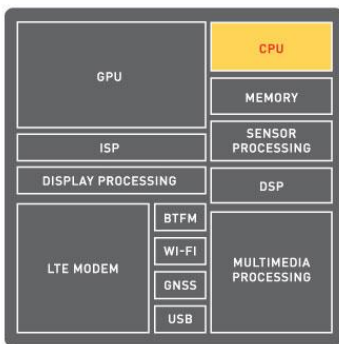 GPU
CPU
MEMORY
ISP
SENSOR
PROCESSING
DISPLAY PROCESSING
DSP
LTE MODEM
BTFM
WI-FI
GNSS
USB
MULTIMEDIA
PROCESSING